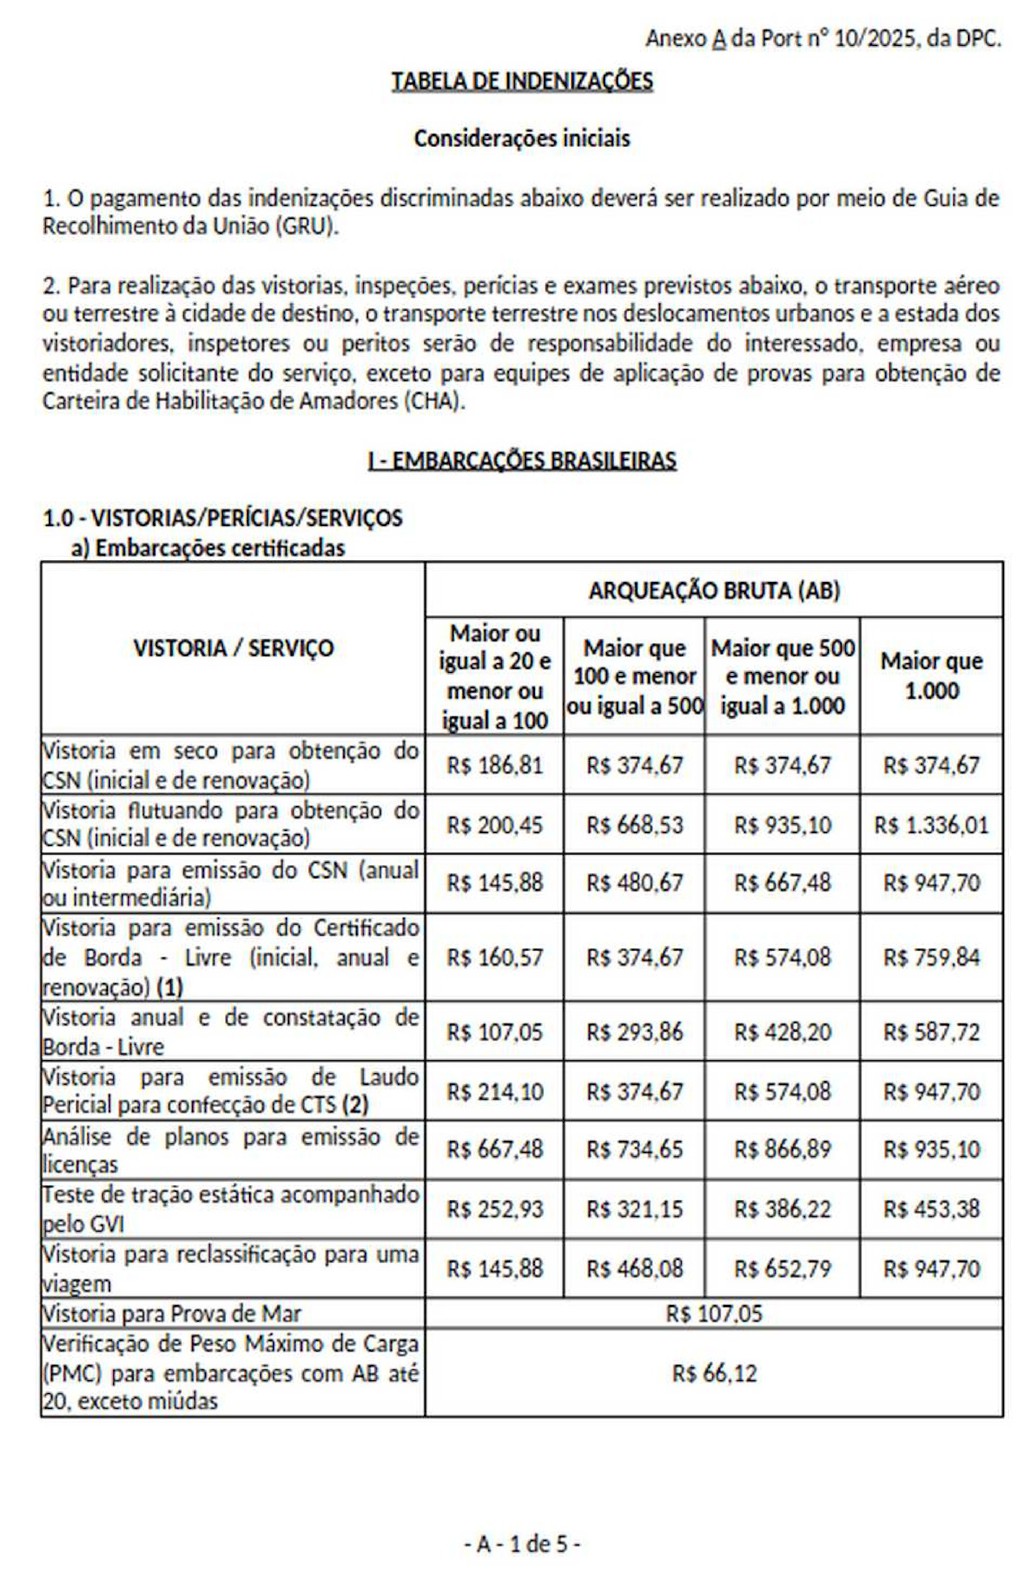 Anexo A da Port nº 10/2025, da DPC.
TABELA DE INDENIZAÇÕES
Considerações iniciais
1. O pagamento das indenizações discriminadas abaixo deverá ser realizado por meio de Guia de
Recolhimento da União (GRU).
2. Para realização das vistorias, inspeções, perícias e exames previstos abaixo, o transporte aéreo
ou terrestre à cidade de destino, o transporte terrestre nos deslocamentos urbanos e a estada dos
vistoriadores, inspetores ou peritos serão de responsabilidade do interessado, empresa ou
entidade solicitante do serviço, exceto para equipes de aplicação de provas para obtenção de
Carteira de Habilitação de Amadores (CHA).
I - EMBARCAÇÕES BRASILEIRAS
1.0 - VISTORIAS/PERÍCIAS/SERVIÇOS
a) Embarcações certificadas
VISTORIA / SERVIÇO
ARQUEAÇÃO BRUTA (AB)
Maior ou
igual a 20 e
menor ou
igual a 100
Maior que
100 e menor
ou igual a 500
Maior que 500
e menor ou
igual a 1.000
Maior que
1.000
Vistoria em seco para obtenção do
CSN (inicial e de renovação)
R$ 186,81 R$ 374,67 R$ 374,67 R$ 374,67
Vistoria flutuando para obtenção do
CSN (inicial e de renovação)
R$ 200,45 R$ 668,53 R$ 935,10 R$ 1.336,01
Vistoria para emissão do CSN (anual
ou intermediária)
R$ 145,88 R$ 480,67 R$ 667,48 R$ 947,70
Vistoria para emissão do Certificado
de Borda - Livre (inicial, anual e
renovação) (1)
R$ 160,57 R$ 374,67 R$ 574,08 R$ 759,84
Vistoria anual e de constatação de
Borda - Livre
R$ 107,05 R$ 293,86 R$ 428,20 R$ 587,72
Vistoria para emissão de Laudo
Pericial para confecção de CTS (2)
R$ 214,10 R$ 374,67 R$ 574,08 R$ 947,70
Análise de planos para emissão de
licenças
R$ 667,48 R$ 734,65 R$ 866,89 R$ 935,10
Teste de tração estática acompanhado
pelo GVI
R$ 252,93 R$ 321,15 R$ 386,22 R$ 453,38
Vistoria para reclassificação para uma
viagem
R$ 145,88 R$ 468,08 R$ 652,79 R$ 947,70
Vistoria para Prova de Mar
R$ 107,05
Verificação de Peso Máximo de Carga
(PMC) para embarcações com AB até
20, exceto miúdas
R$ 66,12
- A - 1 de 5 -